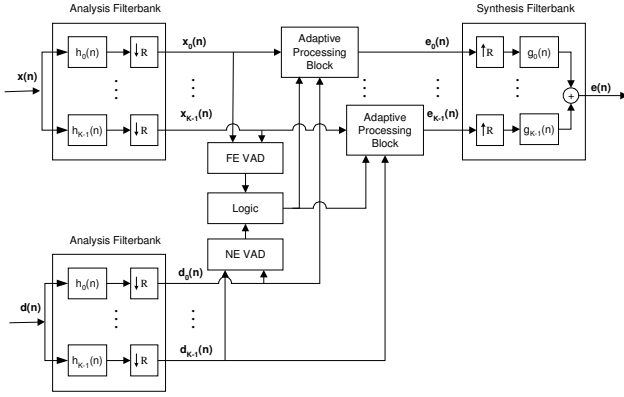 Analysis Filterbank
Synthesis Filterbank
x(n)
h0(n)
↓ R
x0(n)
Adaptive
Processing
Block
e0(n)
↑ R
g0(n)
+
e(n)
hK-1(n)
↓ R
xK-1(n)
Adaptive
Processing
Block
eK-1(n)
↑ R
gK-1(n)
FE VAD
Logic
NE VAD
Analysis Filterbank
d(n)
h0(n)
↓ R
d0(n)
hK-1(n)
↓ R
dK-1(n)